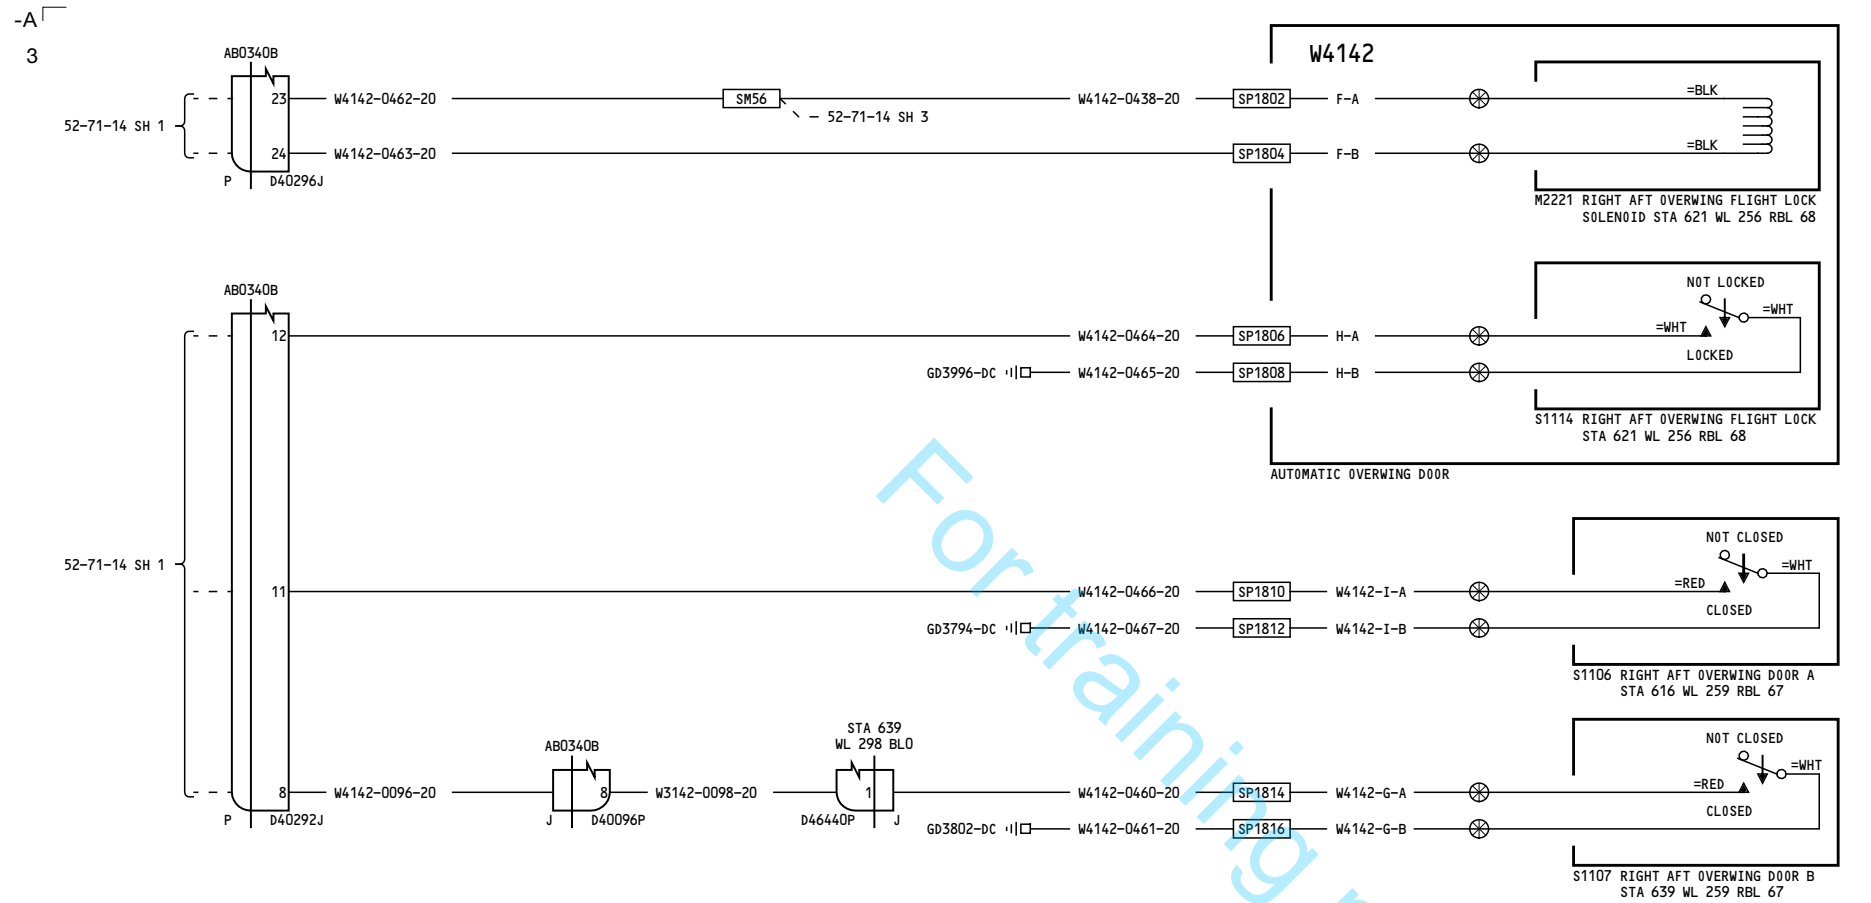 -A
3
AB0340B
23
W4142-0462-20
SM56
52-71-14 SH 3
W4142-0438-20
SP1802
F-A
=BLK
W4142
52-71-14 SH 1
24
W4142-0463-20
SP1804
F-B
=BLK
P D40296J
M2221 RIGHT AFT OVERWING FLIGHT LOCK
SOLENOID STA 621 WL 256 RBL 68
AB0340B
12
W4142-0464-20
SP1806
H-A
=WHT
NOT LOCKED
=WHT
LOCKED
GD3996-DC
W4142-0465-20
SP1808
H-B
S1114 RIGHT AFT OVERWING FLIGHT LOCK
STA 621 WL 256 RBL 68
AUTOMATIC OVERWING DOOR
52-71-14 SH 1
11
W4142-0466-20
SP1810
W4142-I-A
=RED
NOT CLOSED
=WHT
CLOSED
GD3794-DC
W4142-0467-20
SP1812
W4142-I-B
S1106 RIGHT AFT OVERWING DOOR A
STA 616 WL 259 RBL 67
8
W4142-0096-20
AB0340B
8
J D40096P
W3142-0098-20
STA 639
WL 298 BL0
1
D46440P J
W4142-0460-20
SP1814
W4142-G-A
=RED
NOT CLOSED
=WHT
CLOSED
P D40292J
GD3802-DC
W4142-0461-20
SP1816
W4142-G-B
S1107 RIGHT AFT OVERWING DOOR B
STA 639 WL 259 RBL 67
For training